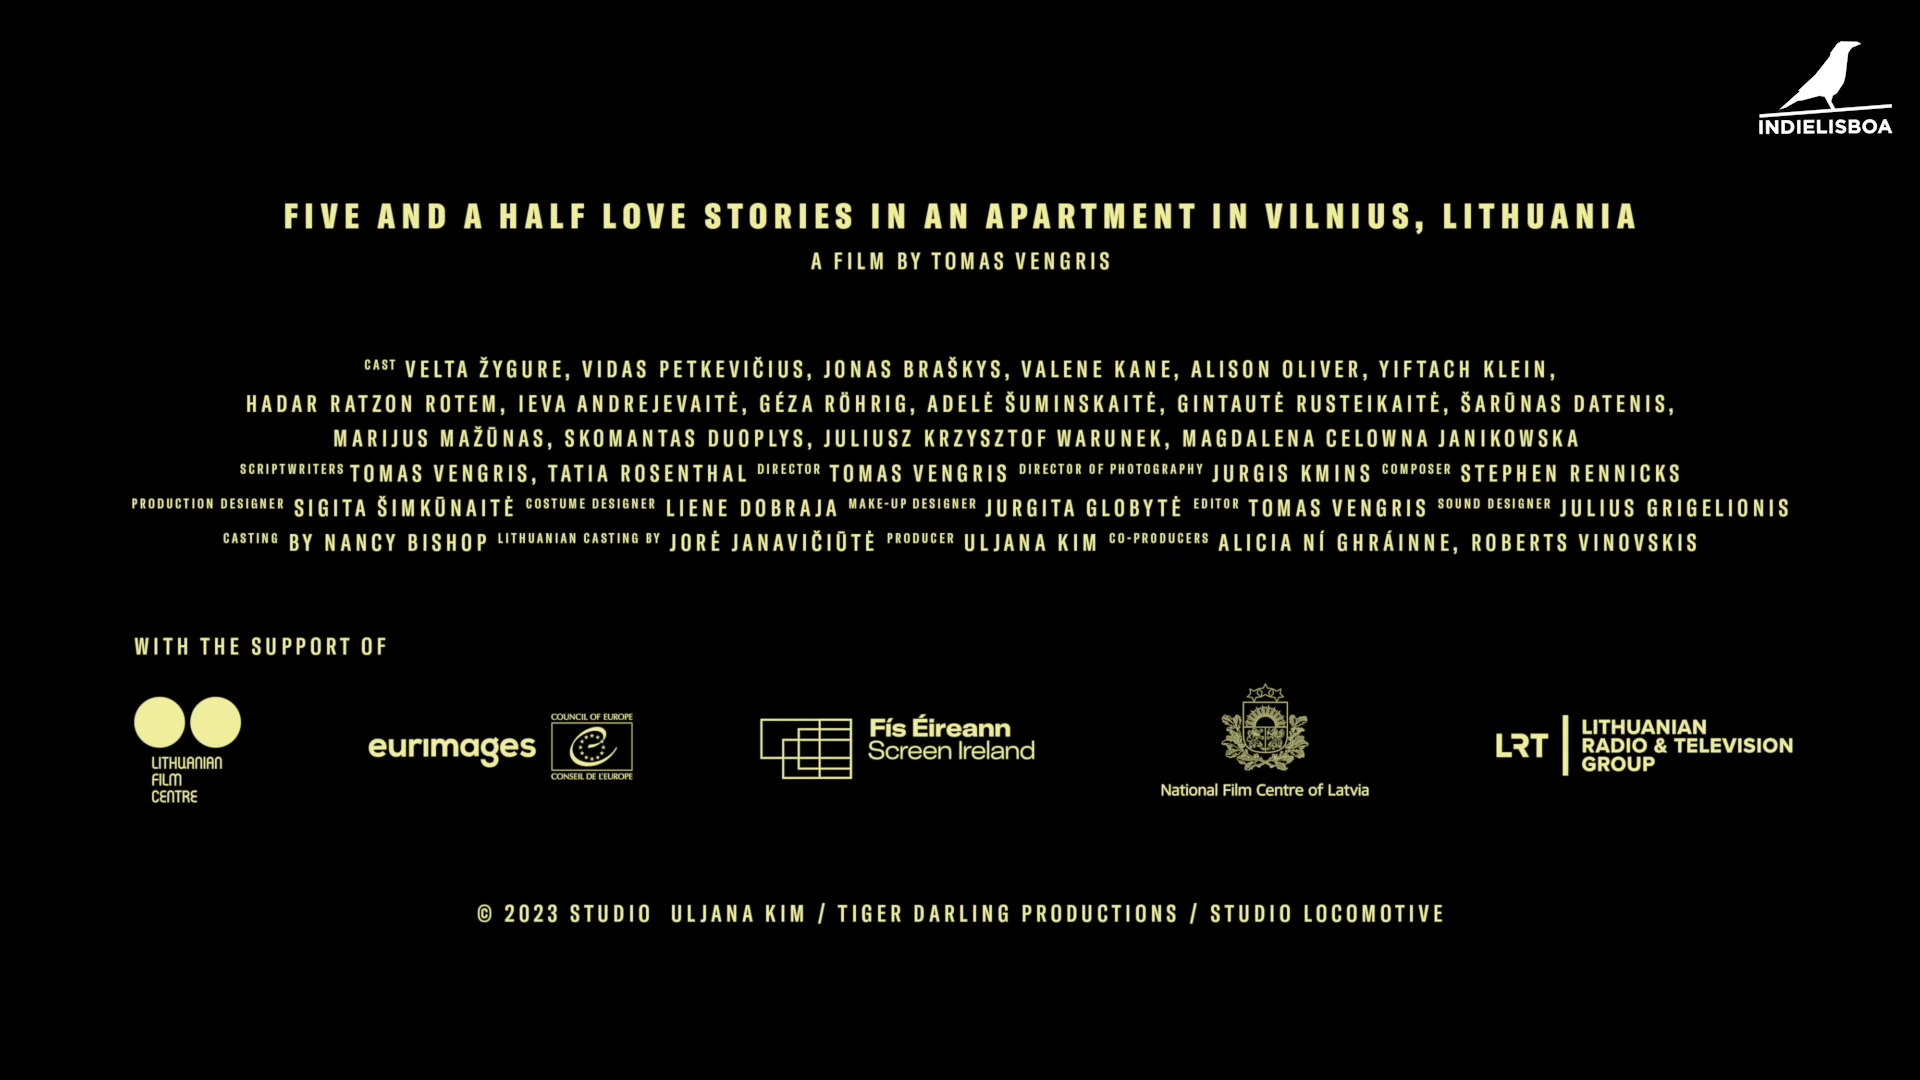 INDIELISBOA
FIVE AND A HALF LOVE STORIES IN AN APARTMENT IN VILNIUS, LITHUANIA
A FILM BY TOMAS VENGRIS
CAST VELTA ŽYGURE, VIDAS PETKEVIČIUS, JONAS BRAŠKYS, VALENE KANE, ALISON OLIVER, YIFTACH KLEIN,
HADAR RATZON ROTEM, IEVA ANDREJEVAITĖ, GÉZA RÖHRIG, ADELĖ ŠUMINSKAITĖ, GINTAUTĖ RUSTEIKAITĖ, ŠARŪNAS DATENIS,
MARIJUS MAŽŪNAS, SKOMANTAS DUOPLYS, JULIUSZ KRZYSZTOF WARUNEK, MAGDALENA CELOWNA JANIKOWSKA
SCRIPTWRITERS TOMAS VENGRIS, TATIA ROSENTHAL DIRECTOR TOMAS VENGRIS DIRECTOR OF PHOTOGRAPHY JURGIS KMINS COMPOSER STEPHEN RENNICKS
PRODUCTION DESIGNER SIGITA ŠIMKŪNAITĖ COSTUME DESIGNER LIENE DOBRAJA MAKE-UP DESIGNER JURGITA GLOBYTĖ EDITOR TOMAS VENGRIS SOUND DESIGNER JULIUS GRIGELIONIS
CASTING BY NANCY BISHOP LITHUANIAN CASTING BY JORĖ JANAVIČIŪTĖ PRODUCER ULJANA KIM CO-PRODUCERS ALICIA NÍ GHRÁINNE, ROBERTS VINOVSKIS
WITH THE SUPPORT OF
LITHUANIAN
FILM
CENTRE
eurimages
COUNCIL OF EUROPE
CONSEIL DE L'EUROPE
Fís Éireann
Screen Ireland
National Film Centre of Latvia
LRT
LITHUANIAN
RADIO & TELEVISION
GROUP
© 2023 STUDIO ULJANA KIM / TIGER DARLING PRODUCTIONS / STUDIO LOCOMOTIVE